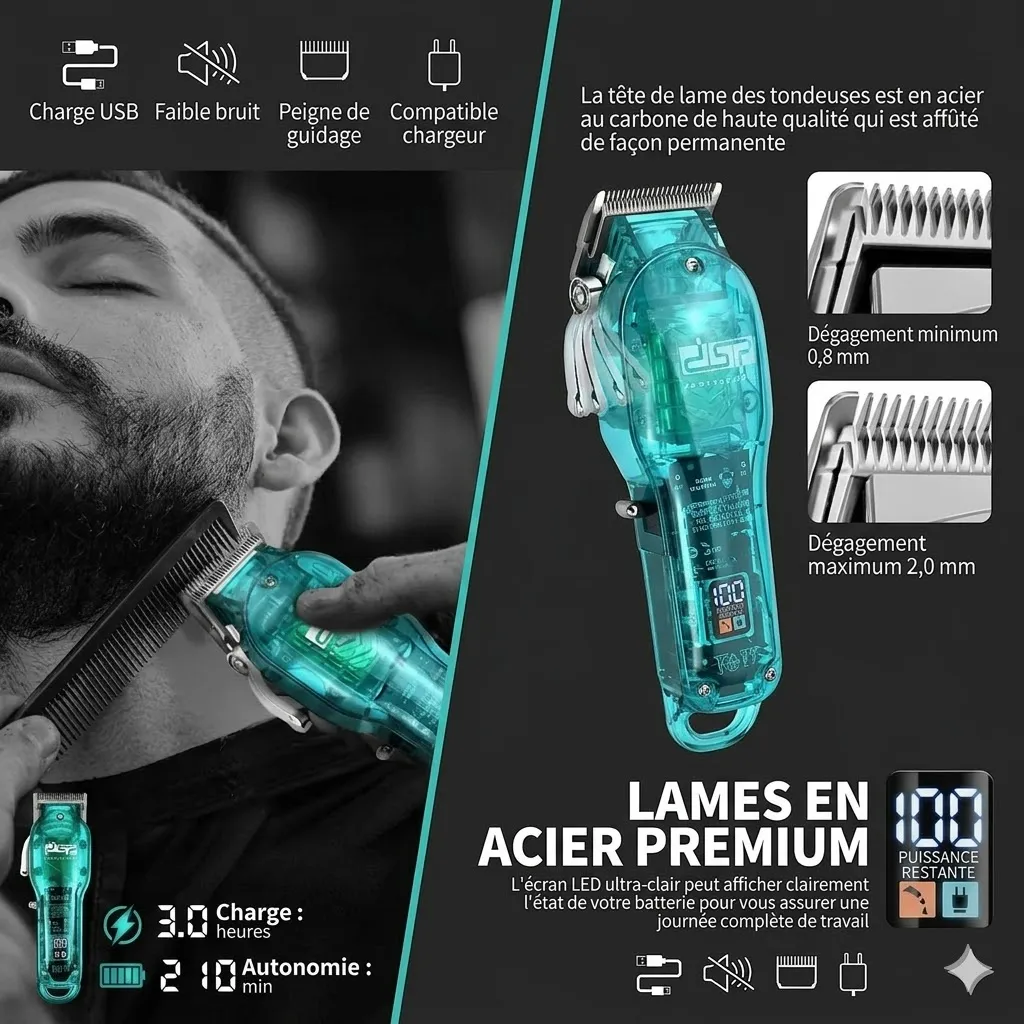 Charge USB
Faible bruit
Peigne de
guidage
Compatible
chargeur
La tête de lame des tondeuses est en acier
au carbone de haute qualité qui est affûté
de façon permanente
Dégagement minimum
0,8 mm
Dégagement
maximum 2,0 mm
dsp
100
LAMES EN
ACIER PREMIUM
L'écran LED ultra-clair peut afficher clairement
l'état de votre batterie pour vous assurer une
journée complète de travail
100
PUISSANCE
RESTANTE
3.0 Charge :
heures
210 Autonomie :
min